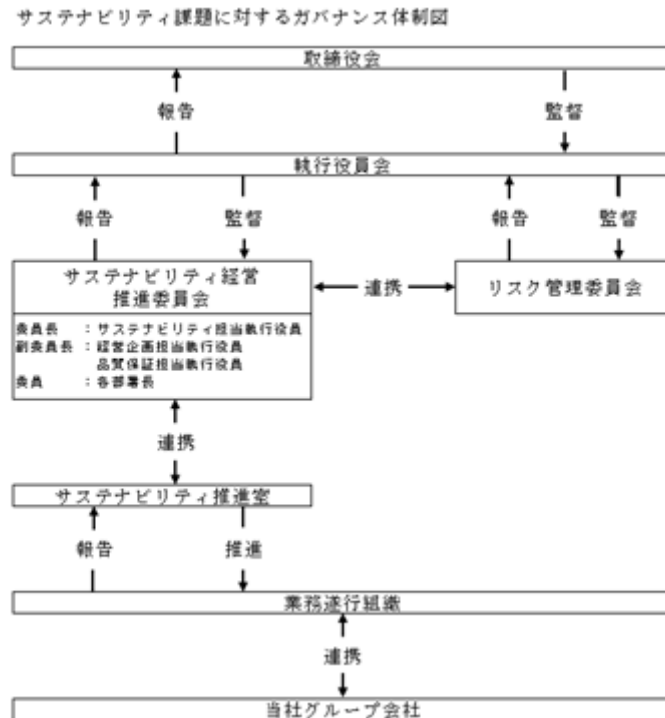 サステナビリティ課題に対するガバナンス体制図
取締役会
報告
監督
執行役員会
報告
監督
報告
監督
サステナビリティ経営
推進委員会
連携
リスク管理委員会
委員長 : サステナビリティ担当執行役員
副委員長 : 経営企画担当執行役員
品質保証担当執行役員
委員 : 各部署長
連携
サステナビリティ推進室
報告
推進
業務遂行組織
連携
当社グループ会社